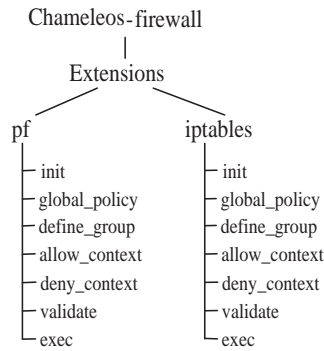 Chameleos-firewall
Extensions
pf
init
global_policy
define_group
allow_context
deny_context
validate
exec
iptables
init
global_policy
define_group
allow_context
deny_context
validate
exec